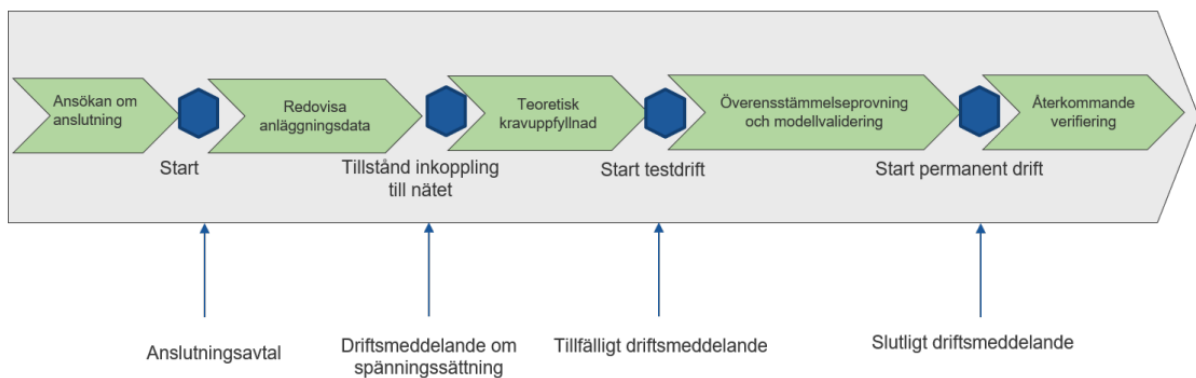 Ansökan om
anslutning
Redovisa
anläggningsdata
Teoretisk
kravuppfyllnad
Överensstämmelseprovning
och modellvalidering
Återkommande
verifiering
Start
Tillstånd inkoppling
till nätet
Start testdrift
Start permanent drift
Anslutningsavtal
Driftsmeddelande om
spänningssättning
Tillfälligt driftsmeddelande
Slutligt driftsmeddelande